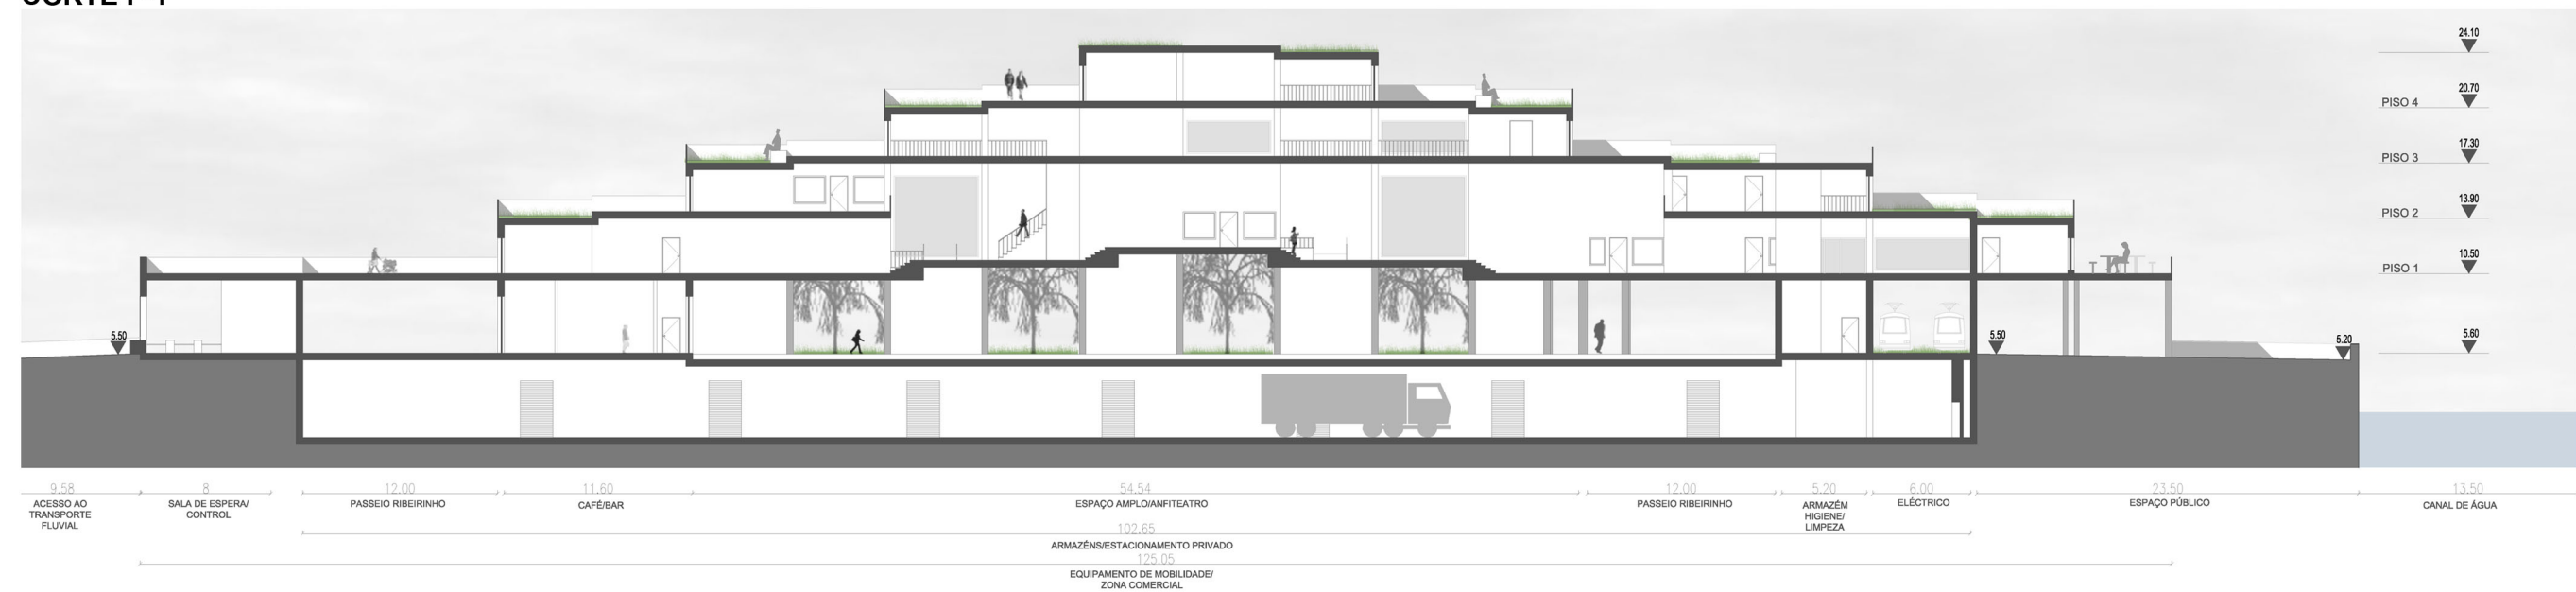 24.10
PISO 4 20.70
PISO 3 17.30
PISO 2 13.90
PISO 1 10.50
5.50
5.50
5.20
5.60
9.58
8
12.00
11.60
54.54
12.00
5.20
6.00
23.50
13.50
ACESSO AO
TRANSPORTE
FLUVIAL
SALA DE ESPERA/
CONTROL
PASSEIO RIBEIRINHO
CAFÉ/BAR
ESPAÇO AMPLO/ANFITEATRO
PASSEIO RIBEIRINHO
ARMAZÉM
HIGIENE/
LIMPEZA
ELÉCTRICO
ESPAÇO PÚBLICO
CANAL DE ÁGUA
102.65
ARMAZÉNS/ESTACIONAMENTO PRIVADO
125.05
EQUIPAMENTO DE MOBILIDADE/
ZONA COMERCIAL